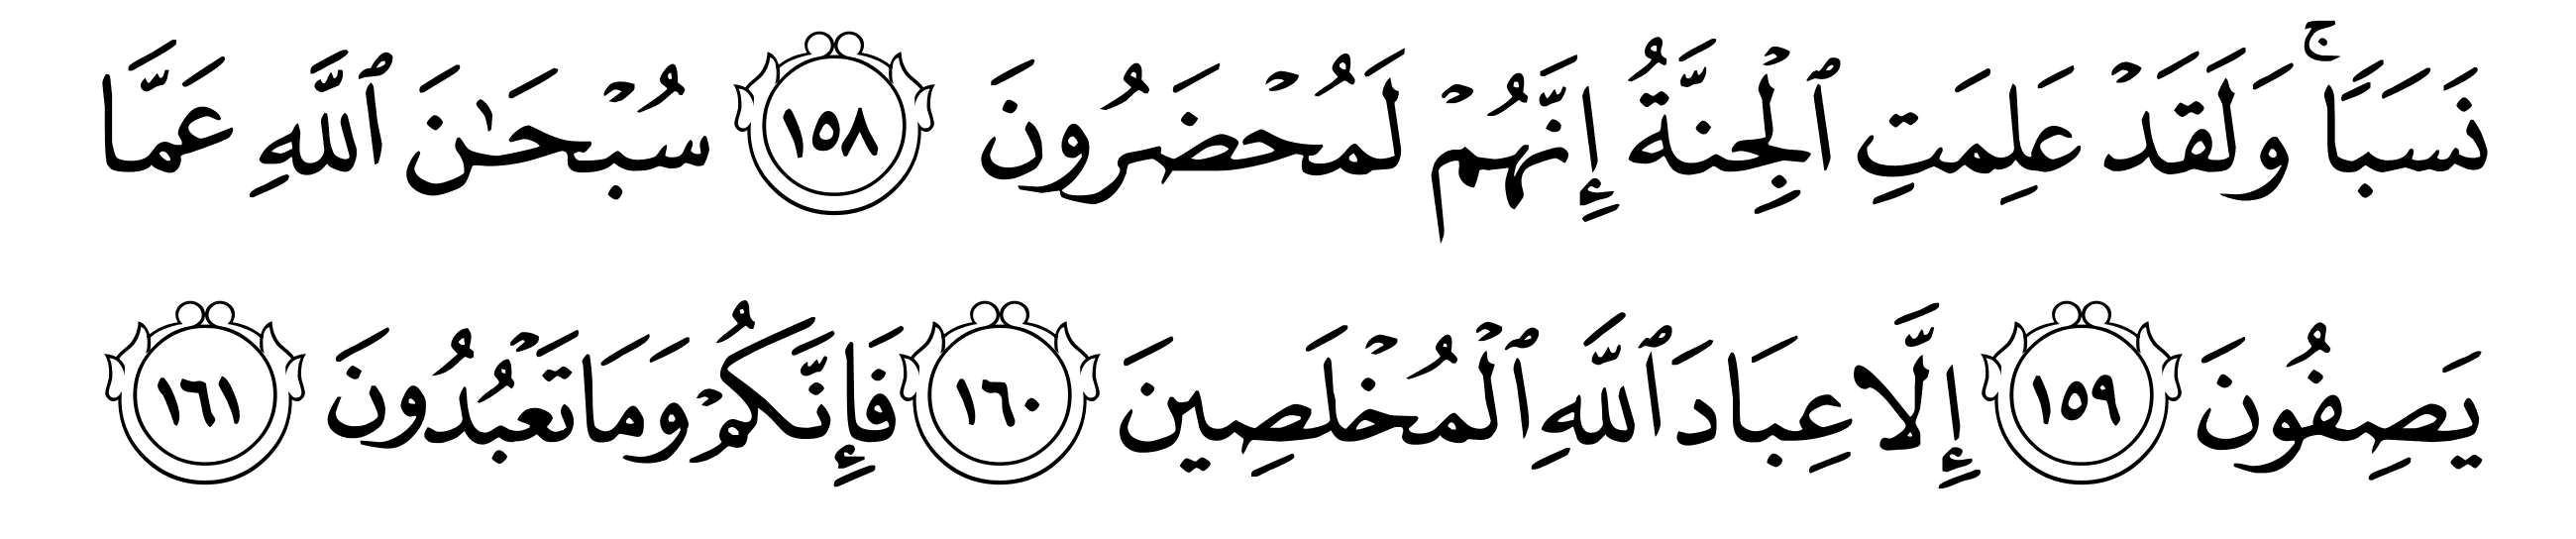 نَسَبًاۚ وَلَقَدۡ عَلِمَتِ ٱلۡجِنَّةُ إِنَّهُمۡ لَمُحۡضَرُونَ ١٥٨ سُبۡحَٰنَ ٱللَّهِ عَمَّا
يَصِفُونَ ١٥٩ إِلَّا عِبَادَ ٱللَّهِ ٱلۡمُخۡلَصِينَ ١٦٠ فَإِنَّكُمۡ وَمَا تَعۡبُدُونَ ١٦١